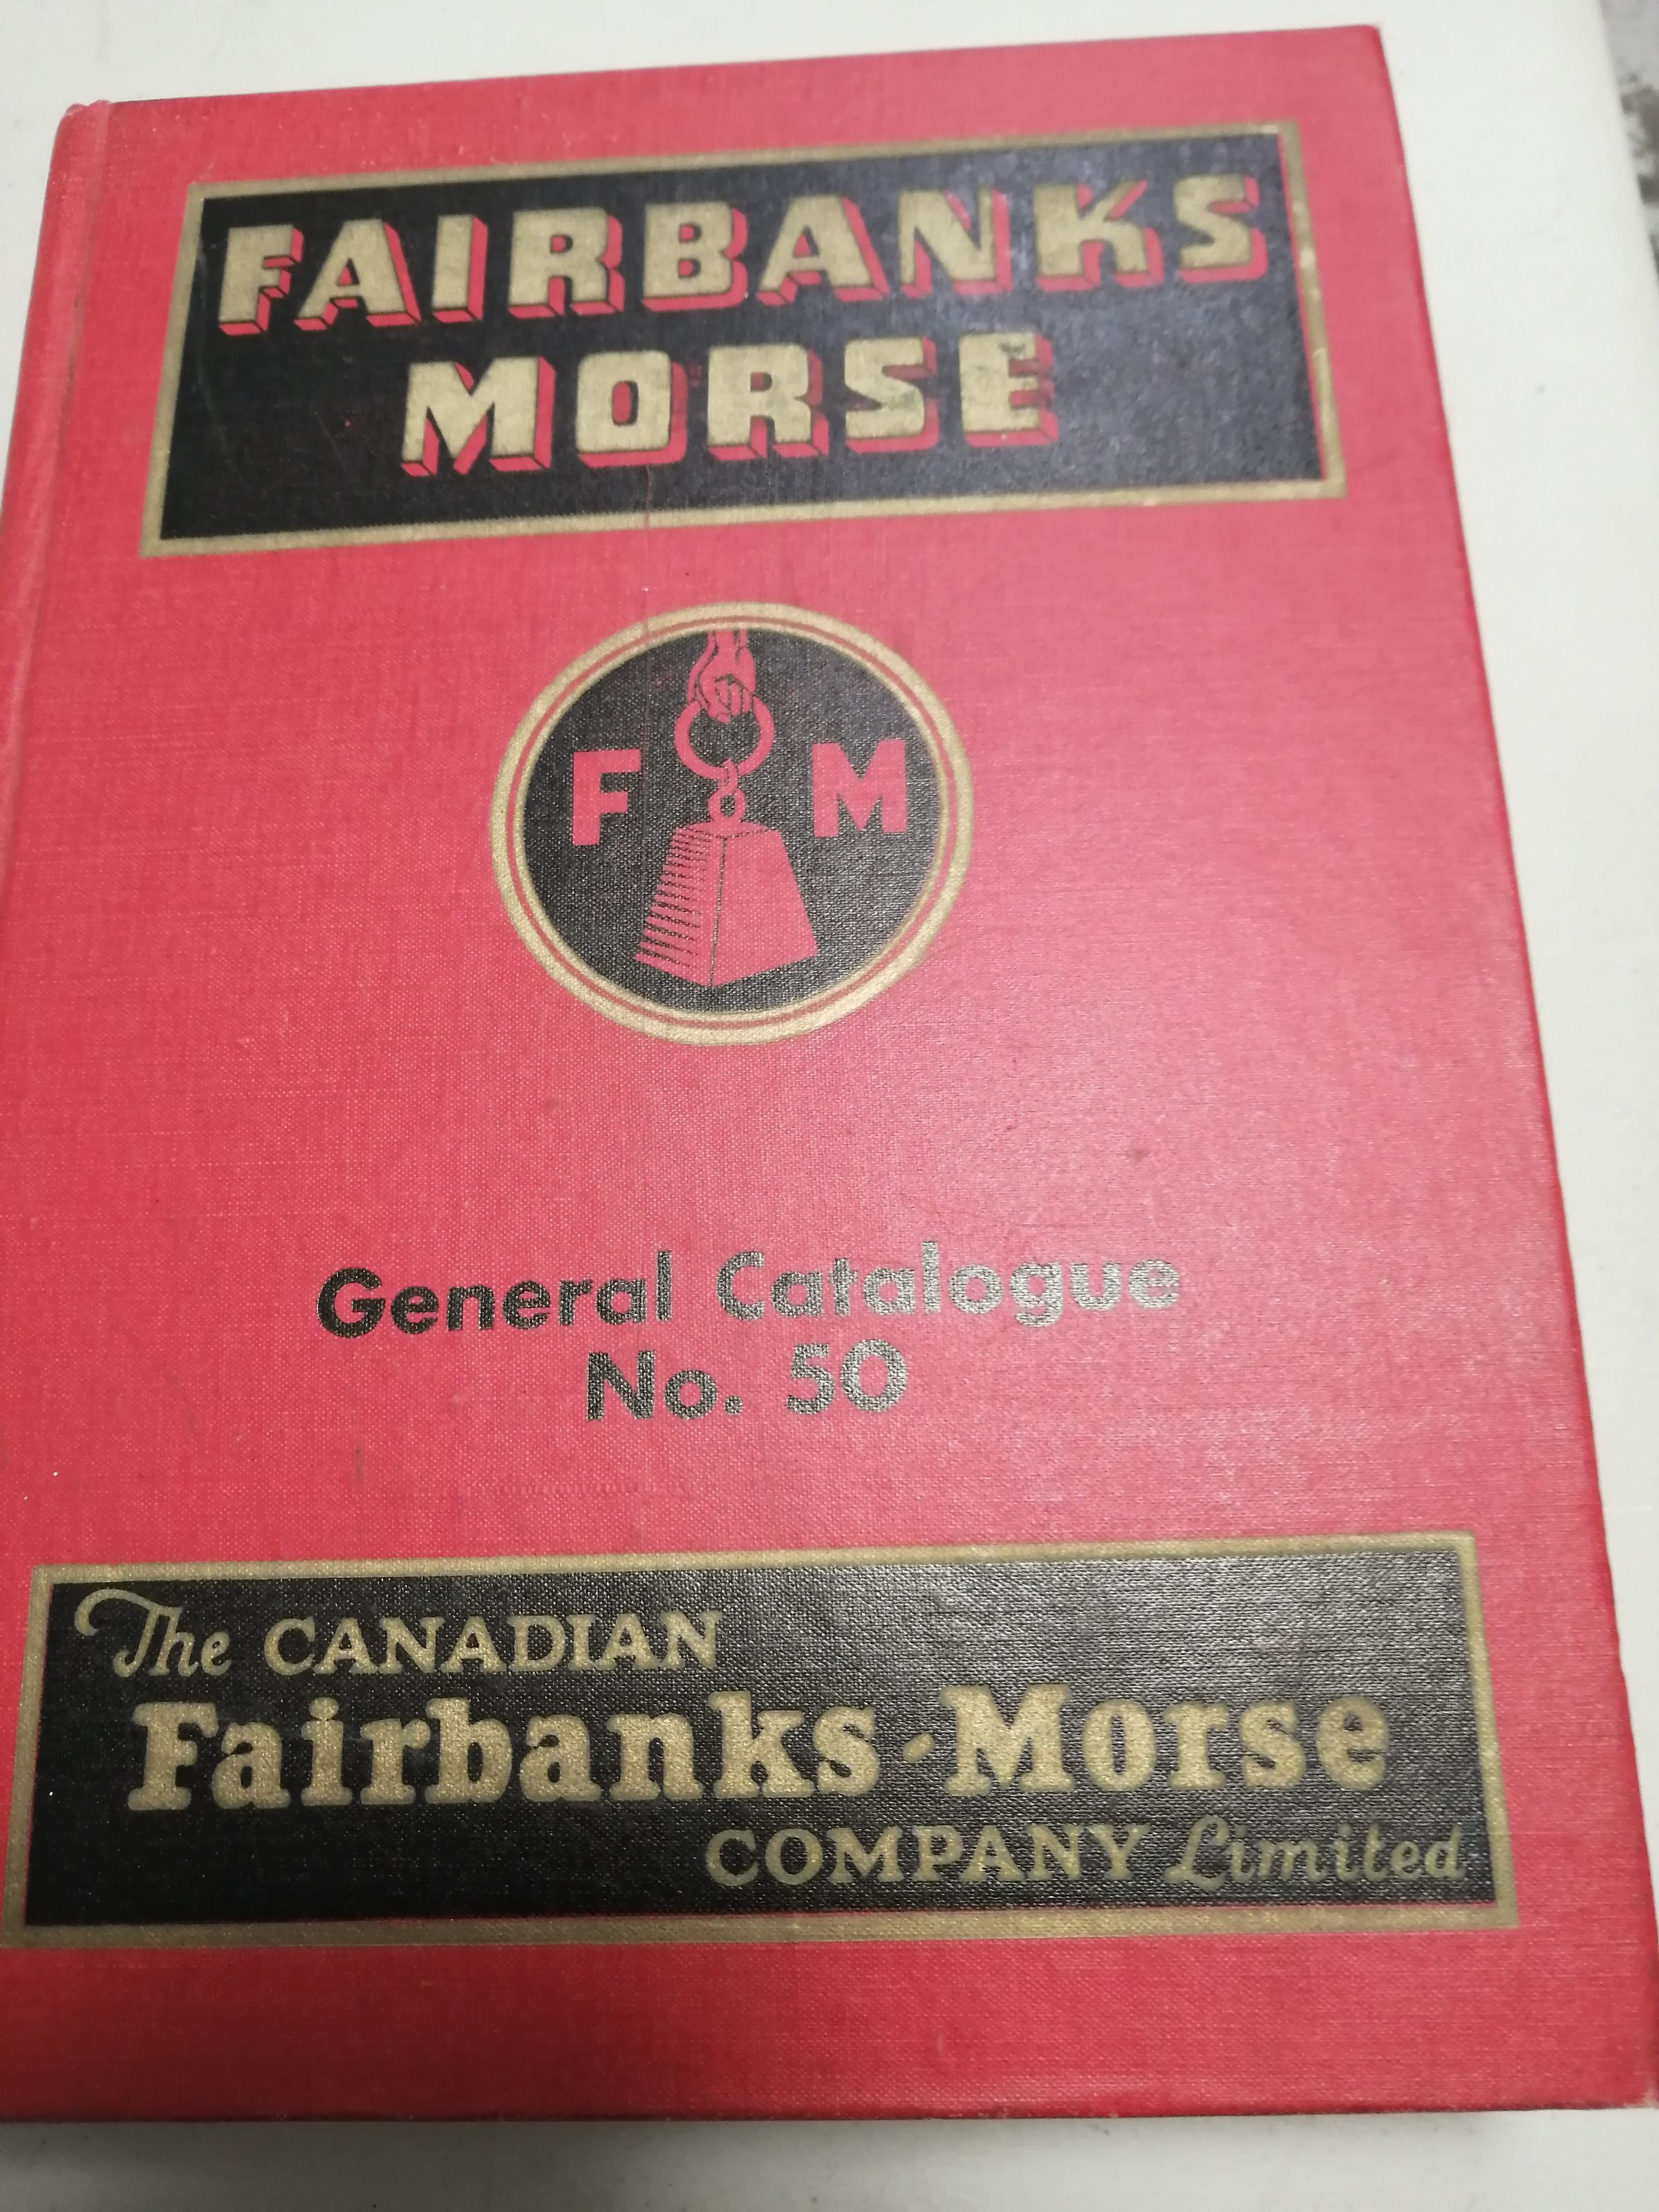 FAIRBANKS
MORSE
F M
General Catalogue
No. 50
The CANADIAN
Fairbanks-Morse
COMPANY Limited